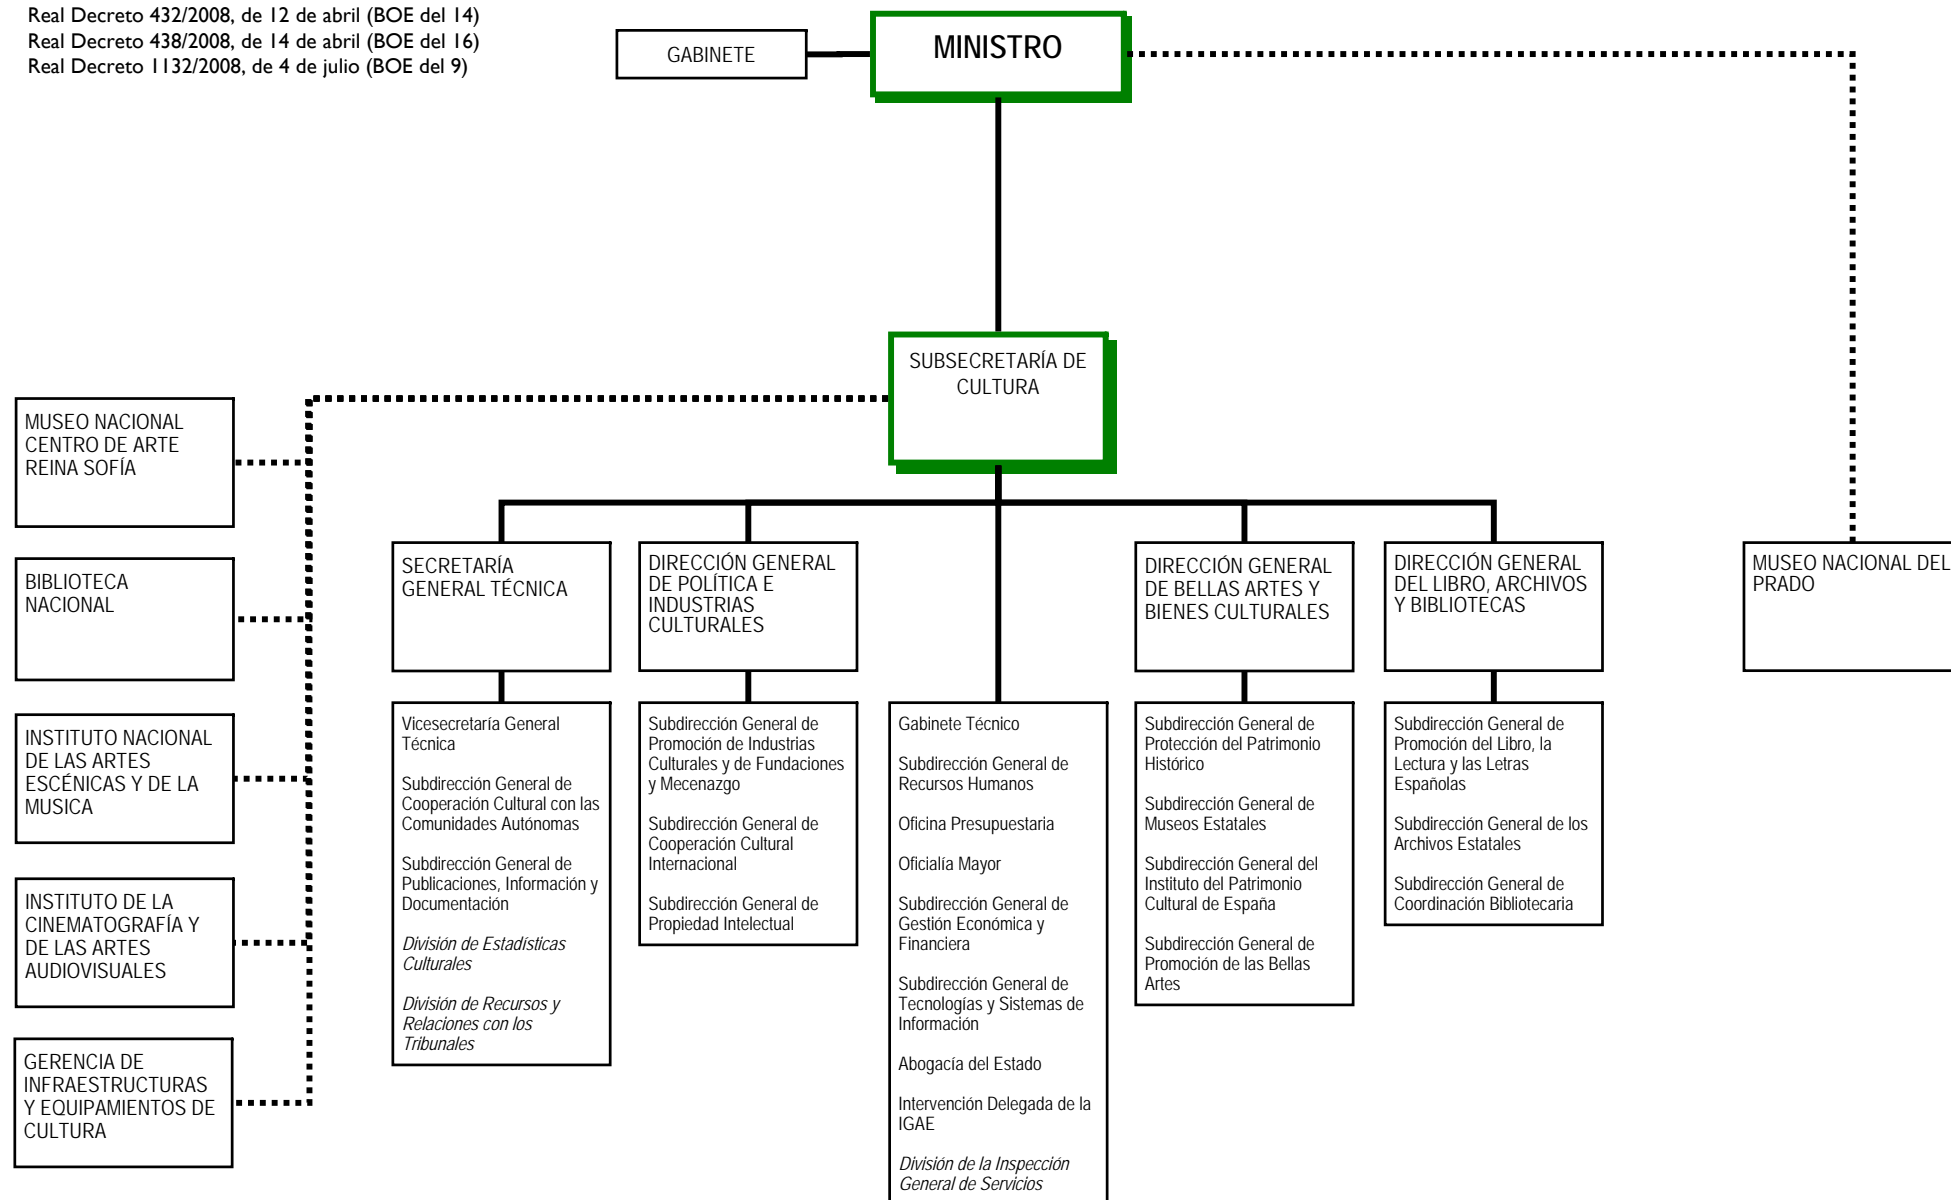 Real Decreto 432/2008, de 12 de abril (BOE del 14)
Real Decreto 438/2008, de 14 de abril (BOE del 16)
Real Decreto 1132/2008, de 4 de julio (BOE del 9)
GABINETE
MINISTRO
SUBSECRETARÍA DE
CULTURA
MUSEO NACIONAL
CENTRO DE ARTE
REINA SOFÍA
BIBLIOTECA
NACIONAL
INSTITUTO NACIONAL
DE LAS ARTES
ESCÉNICAS Y DE LA
MUSICA
INSTITUTO DE LA
CINEMATOGRAFÍA Y
DE LAS ARTES
AUDIOVISUALES
GERENCIA DE
INFRAESTRUCTURAS
Y EQUIPAMIENTOS DE
CULTURA
SECRETARÍA
GENERAL TÉCNICA
Vicesecretaría General
Técnica
Subdirección General de
Cooperación Cultural con las
Comunidades Autónomas
Subdirección General de
Publicaciones, Información y
Documentación
División de Estadísticas
Culturales
División de Recursos y
Relaciones con los
Tribunales
DIRECCIÓN GENERAL
DE POLÍTICA E
INDUSTRIAS
CULTURALES
Subdirección General de
Promoción de Industrias
Culturales y de Fundaciones
y Mecenazgo
Subdirección General de
Cooperación Cultural
Internacional
Subdirección General de
Propiedad Intelectual
Gabinete Técnico
Subdirección General de
Recursos Humanos
Oficina Presupuestaria
Oficialía Mayor
Subdirección General de
Gestión Económica y
Financiera
Subdirección General de
Tecnologías y Sistemas de
Información
Abogacía del Estado
Intervención Delegada de la
IGAE
División de la Inspección
General de Servicios
DIRECCIÓN GENERAL
DE BELLAS ARTES Y
BIENES CULTURALES
Subdirección General de
Protección del Patrimonio
Histórico
Subdirección General de
Museos Estatales
Subdirección General del
Instituto del Patrimonio
Cultural de España
Subdirección General de
Promoción de las Bellas
Artes
DIRECCIÓN GENERAL
DEL LIBRO, ARCHIVOS
Y BIBLIOTECAS
Subdirección General de
Promoción del Libro, la
Lectura y las Letras
Españolas
Subdirección General de los
Archivos Estatales
Subdirección General de
Coordinación Bibliotecaria
MUSEO NACIONAL DEL
PRADO